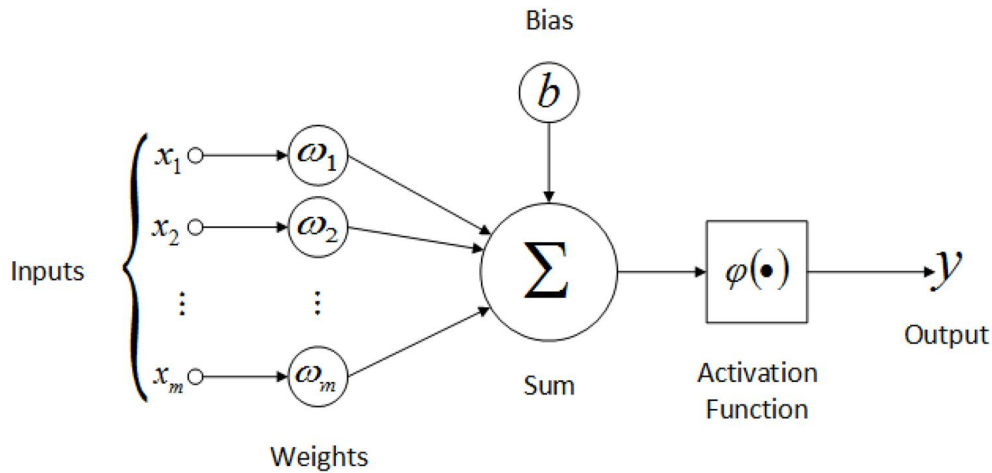 Bias
b
x₁ ω₁
x₂ ω₂
Inputs
⋮ ⋮
Σ
φ(•)
y
Output
xₘ ωₘ
Sum
Activation
Function
Weights